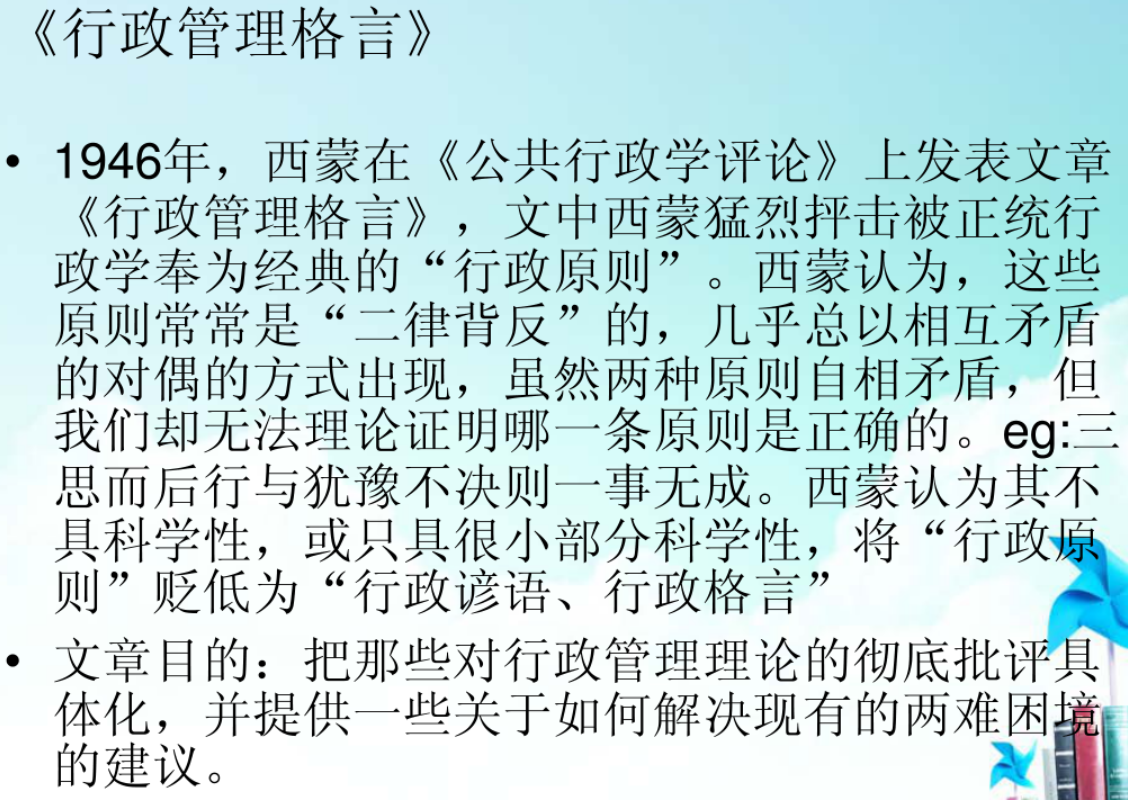 《行政管理格言》
• 1946年，西蒙在《公共行政学评论》上发表文章
《行政管理格言》，文中西蒙猛烈抨击被正统行
政学奉为经典的“行政原则”。西蒙认为，这些
原则常常是“二律背反”的，几乎总以相互矛盾
的对偶的方式出现，虽然两种原则自相矛盾，但
我们却无法理论证明哪一条原则是正确的。eg:三
思而后行与犹豫不决则一事无成。西蒙认为其不
具科学性，或只具很小部分科学性，将“行政原
则”贬低为“行政谚语、行政格言”
• 文章目的：把那些对行政管理理论的彻底批评具
体化，并提供一些关于如何解决现有的两难困境
的建议。